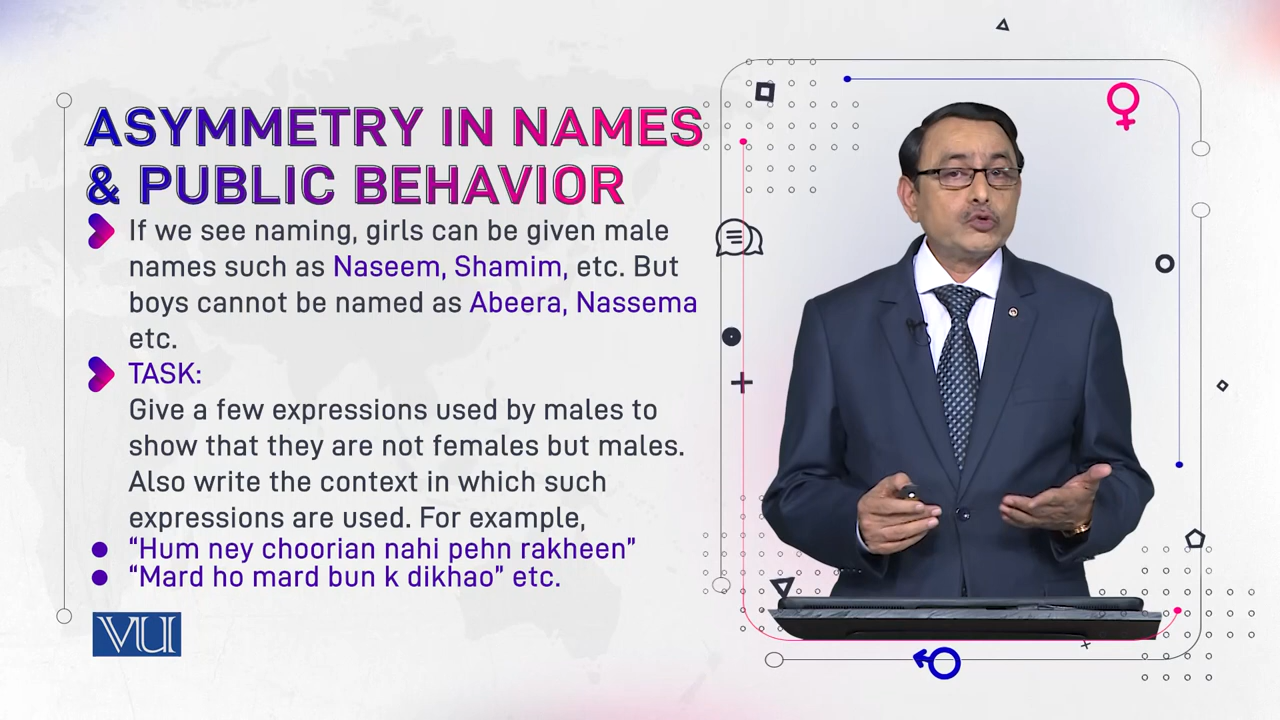 ASYMMETRY IN NAMES
& PUBLIC BEHAVIOR
If we see naming, girls can be given male
names such as Naseem, Shamim, etc. But
boys cannot be named as Abeera, Nassema
etc.
TASK:
Give a few expressions used by males to
show that they are not females but males.
Also write the context in which such
expressions are used. For example,
“Hum ney choorian nahi pehn rakheen”
“Mard ho mard bun k dikhao” etc.
VU